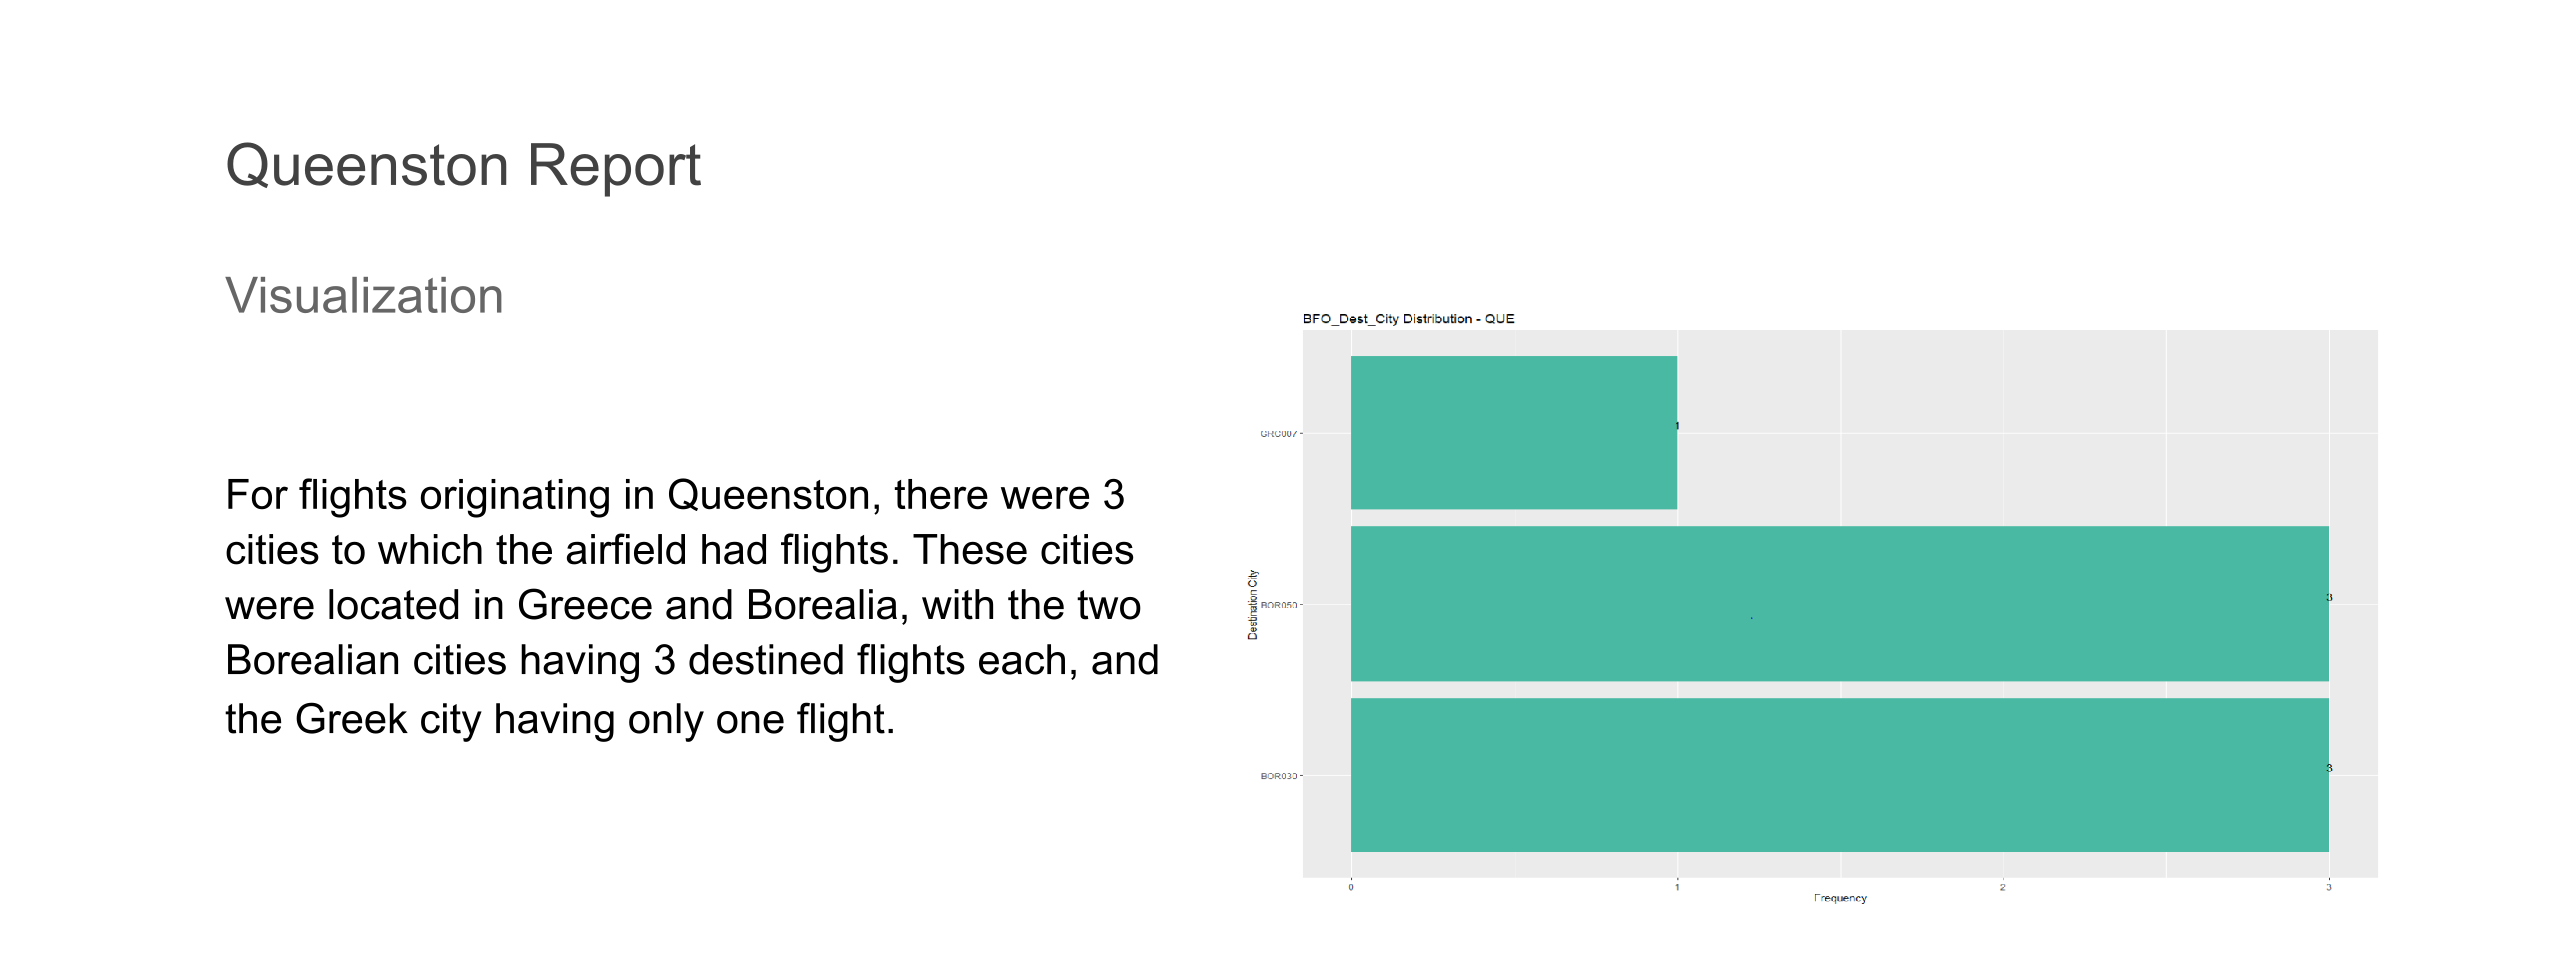 Queenston Report
Visualization
For flights originating in Queenston, there were 3
cities to which the airfield had flights. These cities
were located in Greece and Borealia, with the two
Borealian cities having 3 destined flights each, and
the Greek city having only one flight.
BFO_Dest_City Distribution - QUE
Destination City
GRC007
1
BOR050
3
BOR030
3
0 1 2 3
Frequency